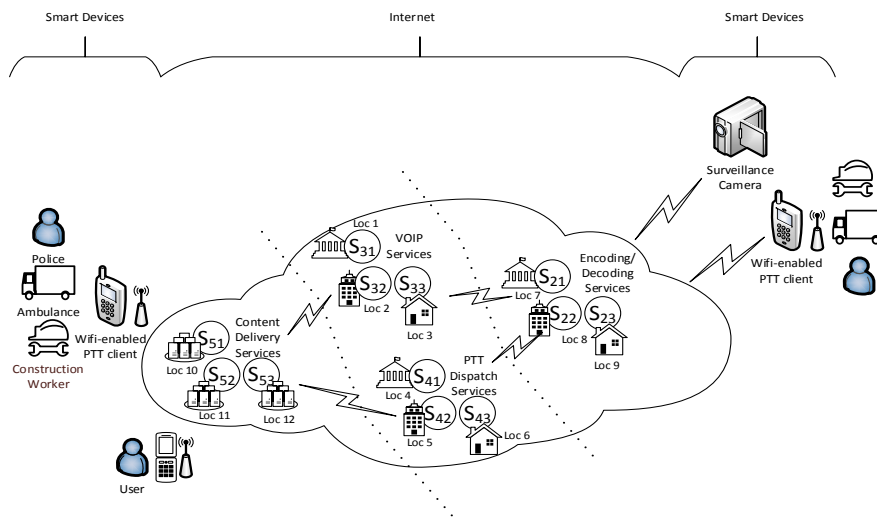 Smart Devices
Internet
Smart Devices
Surveillance
Camera
Wifi-enabled
PTT client
Police
Ambulance
Wifi-enabled
PTT client
Construction
Worker
User
Loc 1
S31
VOIP
Services
S32
S33
Loc 2
Loc 3
S21
Encoding/
Decoding
Services
Loc 7
S22
S23
Loc 8
Loc 9
S51
Content
Delivery
Services
Loc 10
S52
S53
Loc 11
Loc 12
S41
PTT
Dispatch
Services
Loc 4
S42
S43
Loc 5
Loc 6